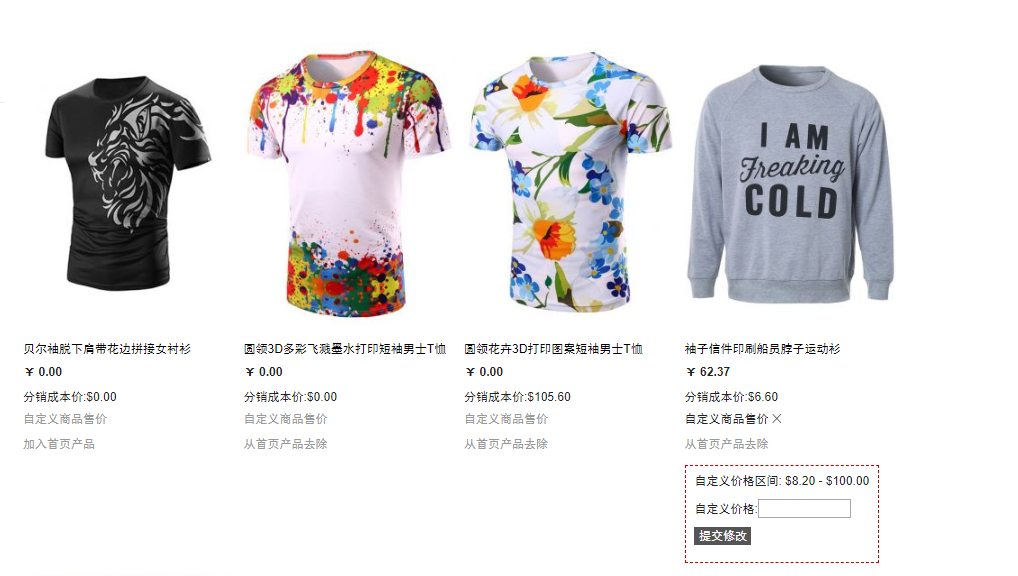 I AM
Freaking
COLD
贝尔袖脱下肩带花边拼接女衬衫
￥ 0.00
分销成本价:$0.00
自定义商品售价
加入首页产品
圆领3D多彩飞溅墨水打印短袖男士T恤
￥ 0.00
分销成本价:$0.00
自定义商品售价
从首页产品去除
圆领花卉3D打印图案短袖男士T恤
￥ 0.00
分销成本价:$105.60
自定义商品售价
从首页产品去除
袖子信件印刷船员脖子运动衫
￥ 62.37
分销成本价:$6.60
自定义商品售价
从首页产品去除
自定义价格区间: $8.20 - $100.00
自定义价格:
提交修改